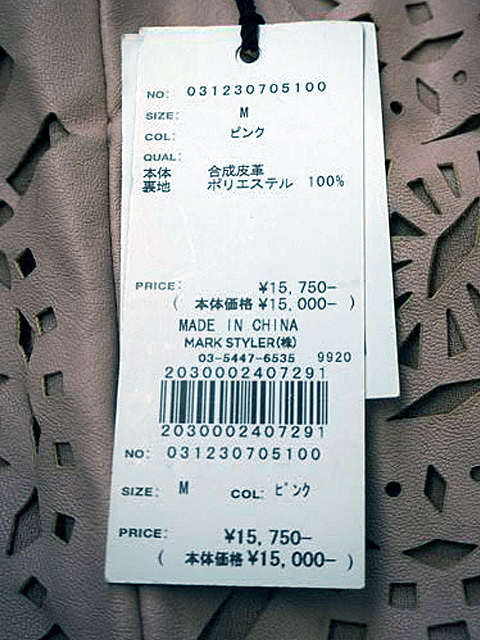 NO: 031230705100
SIZE: M
COL: ピンク
QUAL:
本体 合成皮革
裏地 ポリエステル 100%
PRICE: ¥15,750-
( 本体価格 ¥15,000- )
MADE IN CHINA
MARK STYLER(株)
03-5447-6535 9920
2030002407291
2030002407291
NO: 031230705100
SIZE: M COL: ピンク
PRICE: ¥15,750-
( 本体価格 ¥15,000- )